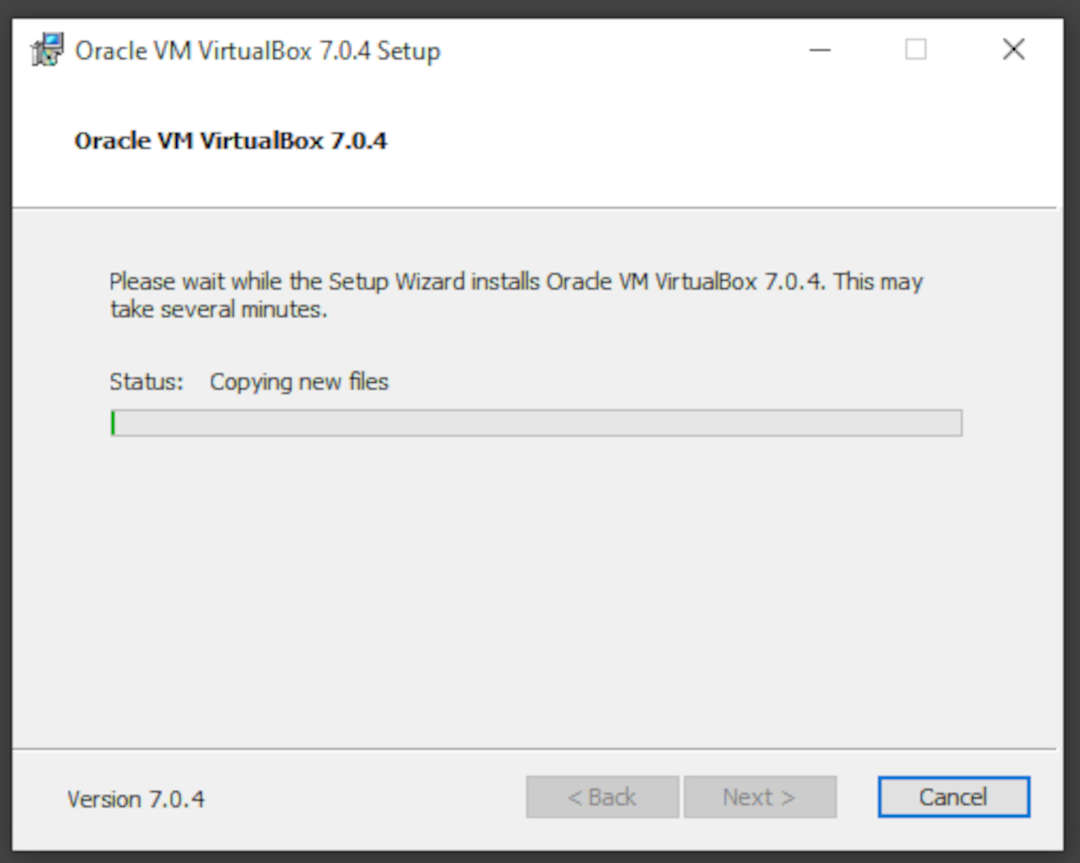 Oracle VM VirtualBox 7.0.4 Setup
Oracle VM VirtualBox 7.0.4
Please wait while the Setup Wizard installs Oracle VM VirtualBox 7.0.4. This may
take several minutes.
Status: Copying new files
Version 7.0.4 < Back Next > Cancel